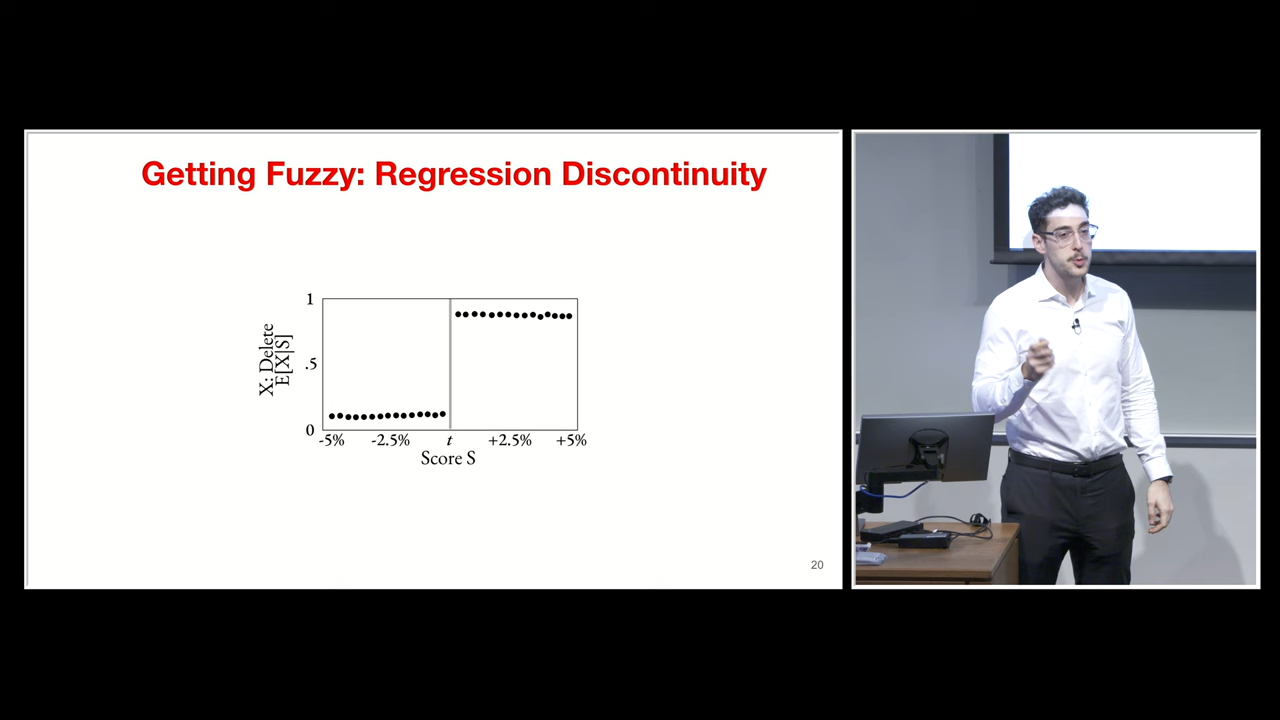 Getting Fuzzy: Regression Discontinuity
X: Delete
E[X|S]
1
.5
0
-5% -2.5% t +2.5% +5%
Score S
20